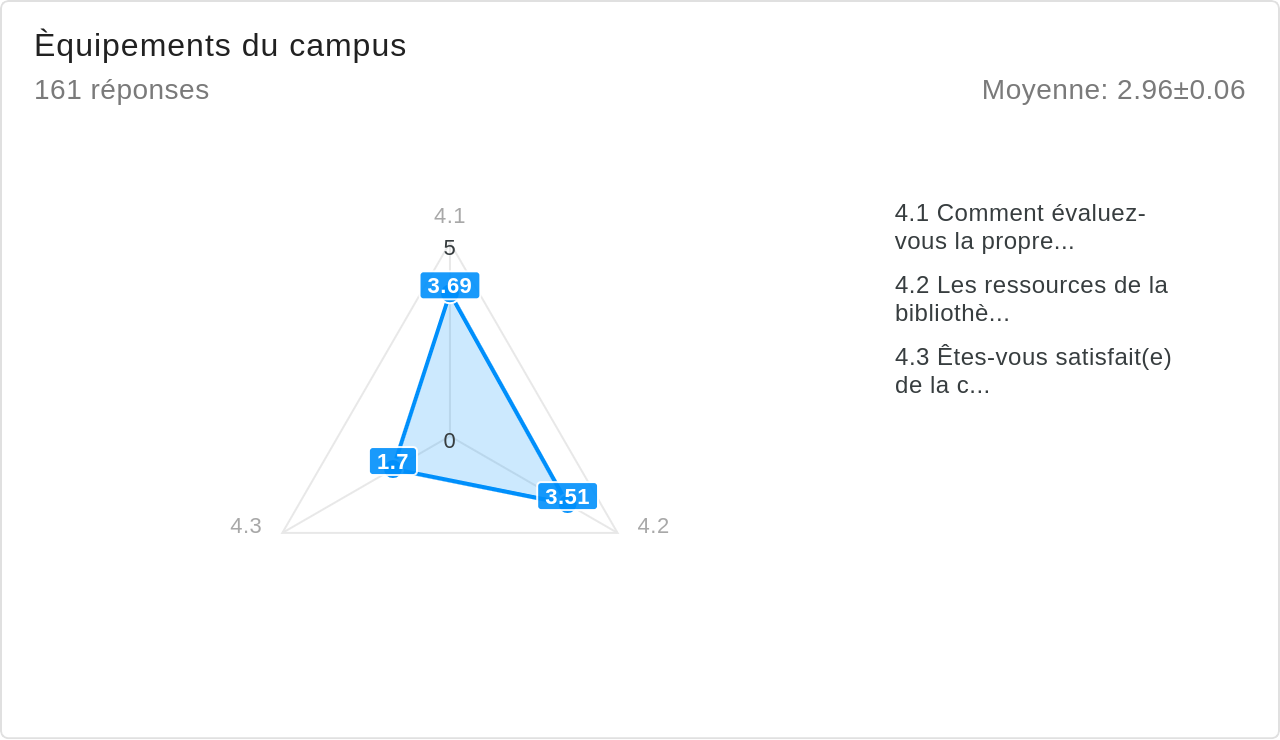 Èquipements du campus
161 réponses
Moyenne: 2.96±0.06
4.1
5
3.69
0
1.7
3.51
4.3
4.2
4.1 Comment évaluez-
vous la propre...
4.2 Les ressources de la
bibliothè...
4.3 Êtes-vous satisfait(e)
de la c...